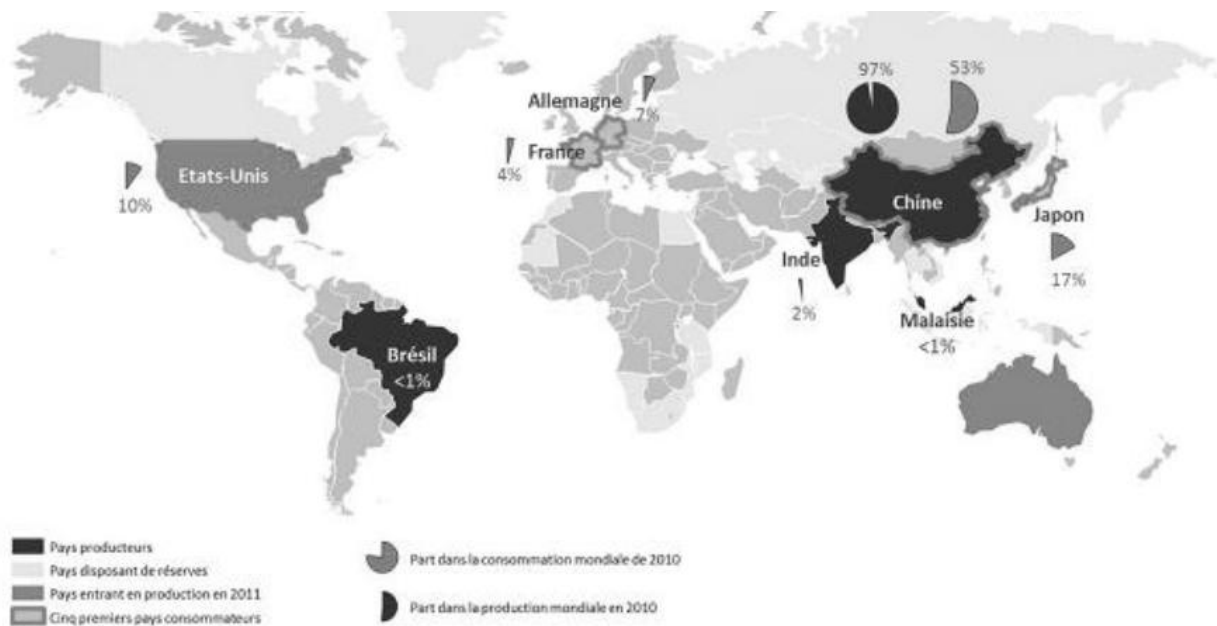 97%
53%
Allemagne
7%
France
4%
Etats-Unis
10%
Chine
Japon
17%
Inde
2%
Malaisie
<1%
Brésil
<1%
Pays producteurs
Pays disposant de réserves
Pays entrant en production en 2011
Cinq premiers pays consommateurs
Part dans la consommation mondiale de 2010
Part dans la production mondiale en 2010